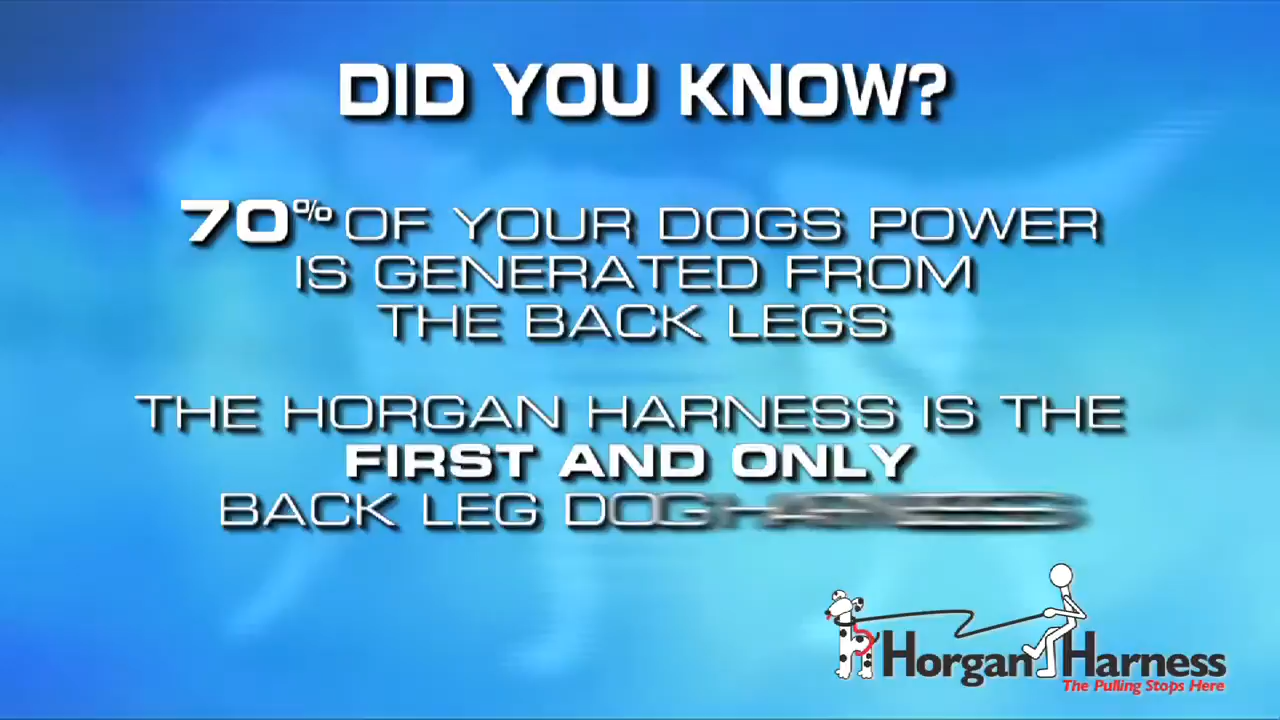 DID YOU KNOW?
70% OF YOUR DOGS POWER
IS GENERATED FROM
THE BACK LEGS
THE HORGAN HARNESS IS THE
FIRST AND ONLY
BACK LEG DOG HARNESS
Horgan Harness
The Pulling Stops Here